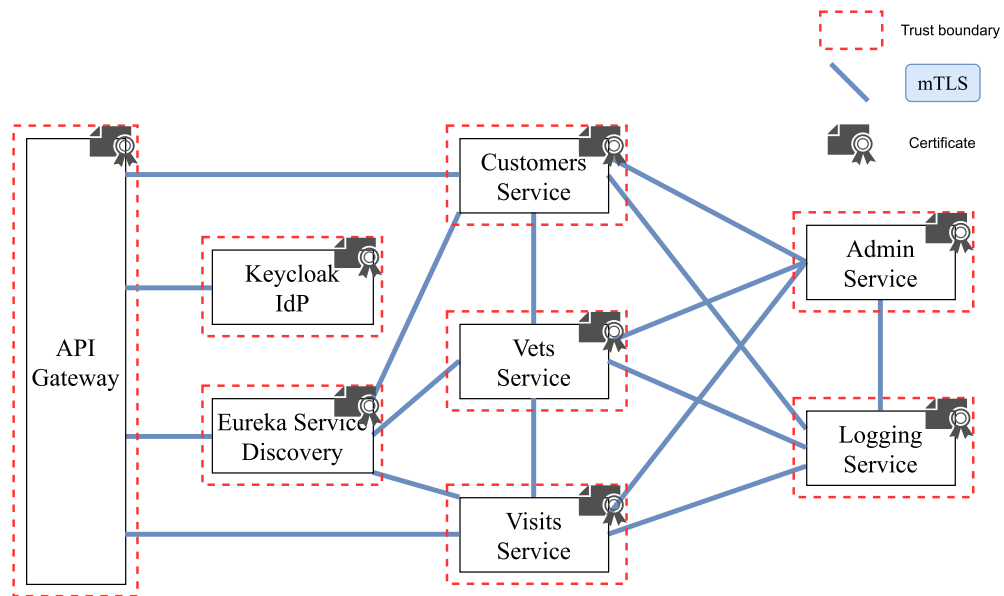 Trust boundary
mTLS
Certificate
API
Gateway
Keycloak
IdP
Eureka Service
Discovery
Customers
Service
Vets
Service
Visits
Service
Admin
Service
Logging
Service